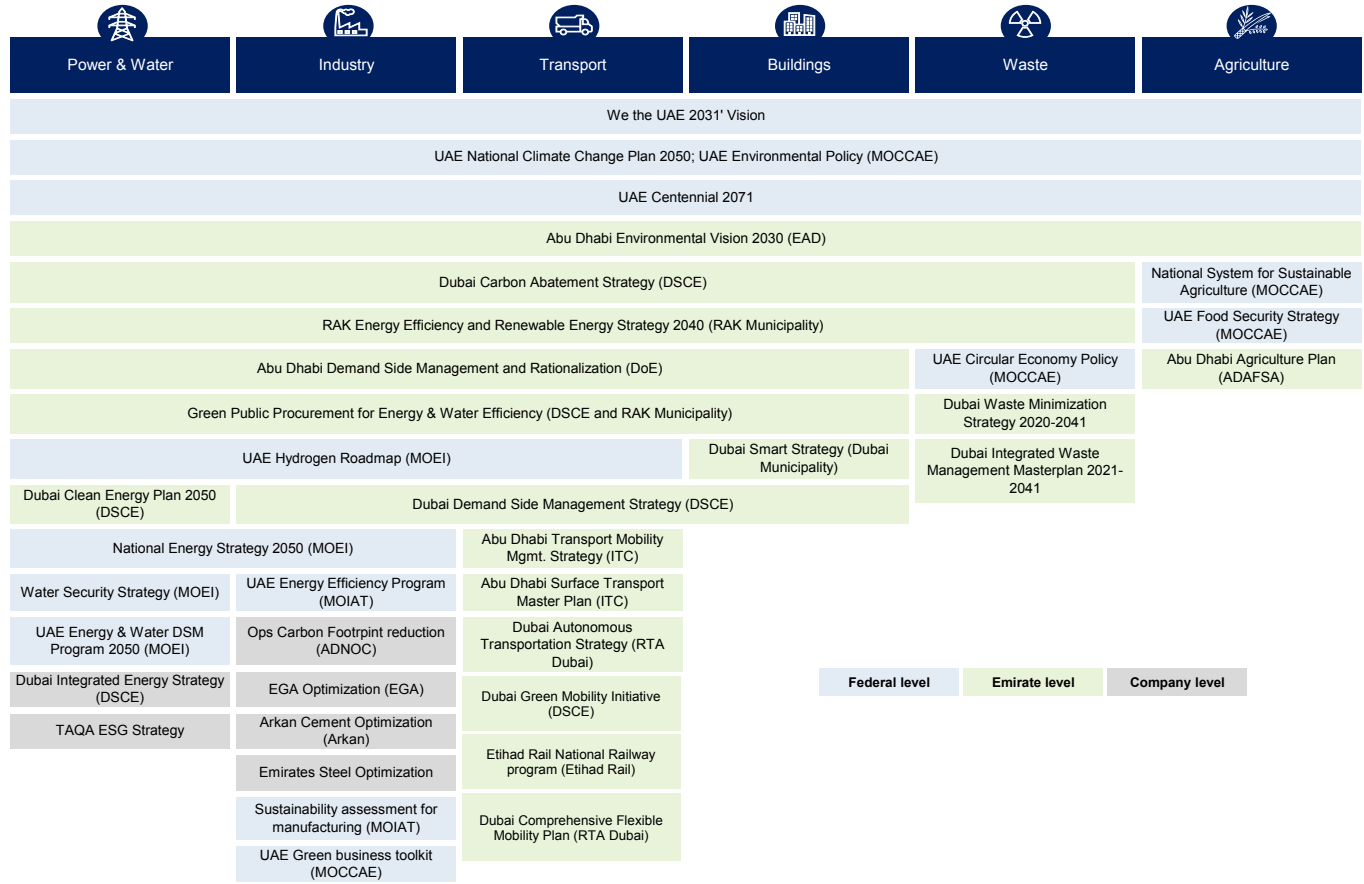 Power & Water
Industry
Transport
Buildings
Waste
Agriculture
We the UAE 2031' Vision
UAE National Climate Change Plan 2050; UAE Environmental Policy (MOCCAE)
UAE Centennial 2071
Abu Dhabi Environmental Vision 2030 (EAD)
Dubai Carbon Abatement Strategy (DSCE)
National System for Sustainable
Agriculture (MOCCAE)
RAK Energy Efficiency and Renewable Energy Strategy 2040 (RAK Municipality)
UAE Food Security Strategy
(MOCCAE)
Abu Dhabi Demand Side Management and Rationalization (DoE)
UAE Circular Economy Policy
(MOCCAE)
Abu Dhabi Agriculture Plan
(ADAFSA)
Green Public Procurement for Energy & Water Efficiency (DSCE and RAK Municipality)
Dubai Waste Minimization
Strategy 2020-2041
UAE Hydrogen Roadmap (MOEI)
Dubai Smart Strategy (Dubai
Municipality)
Dubai Integrated Waste
Management Masterplan 2021-
2041
Dubai Clean Energy Plan 2050
(DSCE)
Dubai Demand Side Management Strategy (DSCE)
National Energy Strategy 2050 (MOEI)
Abu Dhabi Transport Mobility
Mgmt. Strategy (ITC)
Water Security Strategy (MOEI)
UAE Energy Efficiency Program
(MOIAT)
Abu Dhabi Surface Transport
Master Plan (ITC)
UAE Energy & Water DSM
Program 2050 (MOEI)
Ops Carbon Footrpint reduction
(ADNOC)
Dubai Autonomous
Transportation Strategy (RTA
Dubai)
Dubai Integrated Energy Strategy
(DSCE)
EGA Optimization (EGA)
Dubai Green Mobility Initiative
(DSCE)
Federal level
Emirate level
Company level
TAQA ESG Strategy
Arkan Cement Optimization
(Arkan)
Etihad Rail National Railway
program (Etihad Rail)
Emirates Steel Optimization
Sustainability assessment for
manufacturing (MOIAT)
Dubai Comprehensive Flexible
Mobility Plan (RTA Dubai)
UAE Green business toolkit
(MOCCAE)